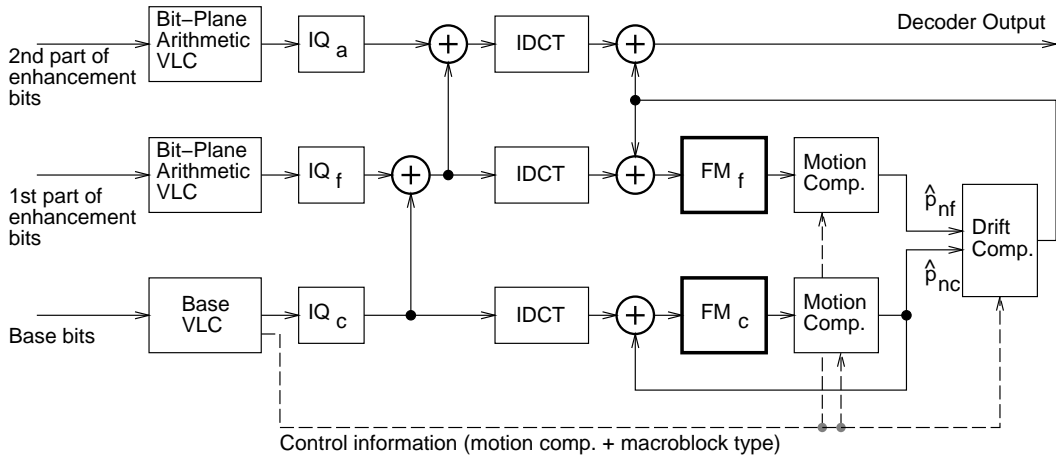 Decoder Output
2nd part of
enhancement
bits
Bit−Plane
Arithmetic
VLC
IQ a
+
IDCT
+
1st part of
enhancement
bits
Bit−Plane
Arithmetic
VLC
IQ f
+
IDCT
+
FM f
Motion
Comp.
p̂nf
Drift
Comp.
p̂nc
Base bits
Base
VLC
IQ c
IDCT
+
FM c
Motion
Comp.
Control information (motion comp. + macroblock type)